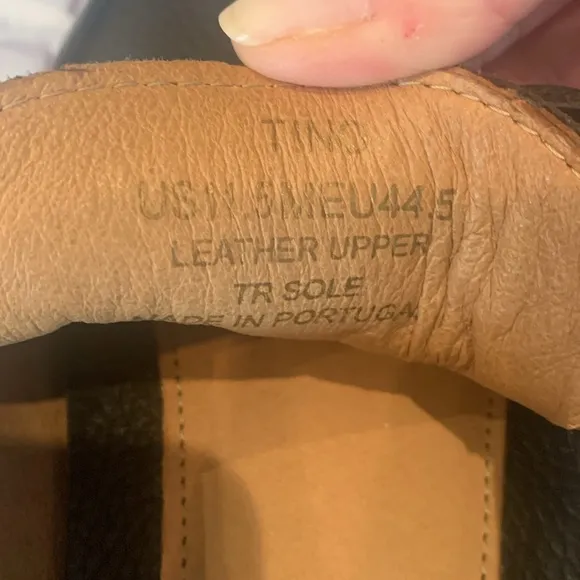 TINO
US11.5MEU44.5
LEATHER UPPER
TR SOLE
MADE IN PORTUGAL